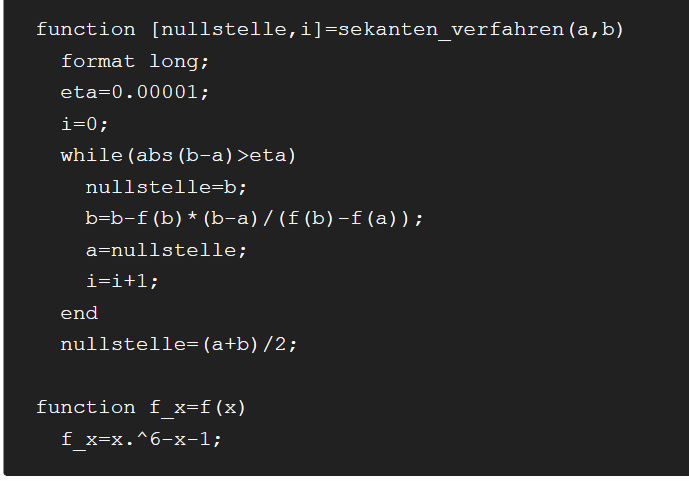 function [nullstelle,i]=sekanten_verfahren(a,b)
format long;
eta=0.00001;
i=0;
while(abs(b-a)>eta)
nullstelle=b;
b=b-f(b)*(b-a)/(f(b)-f(a));
a=nullstelle;
i=i+1;
end
nullstelle=(a+b)/2;
function f_x=f(x)
f_x=x.^6-x-1;